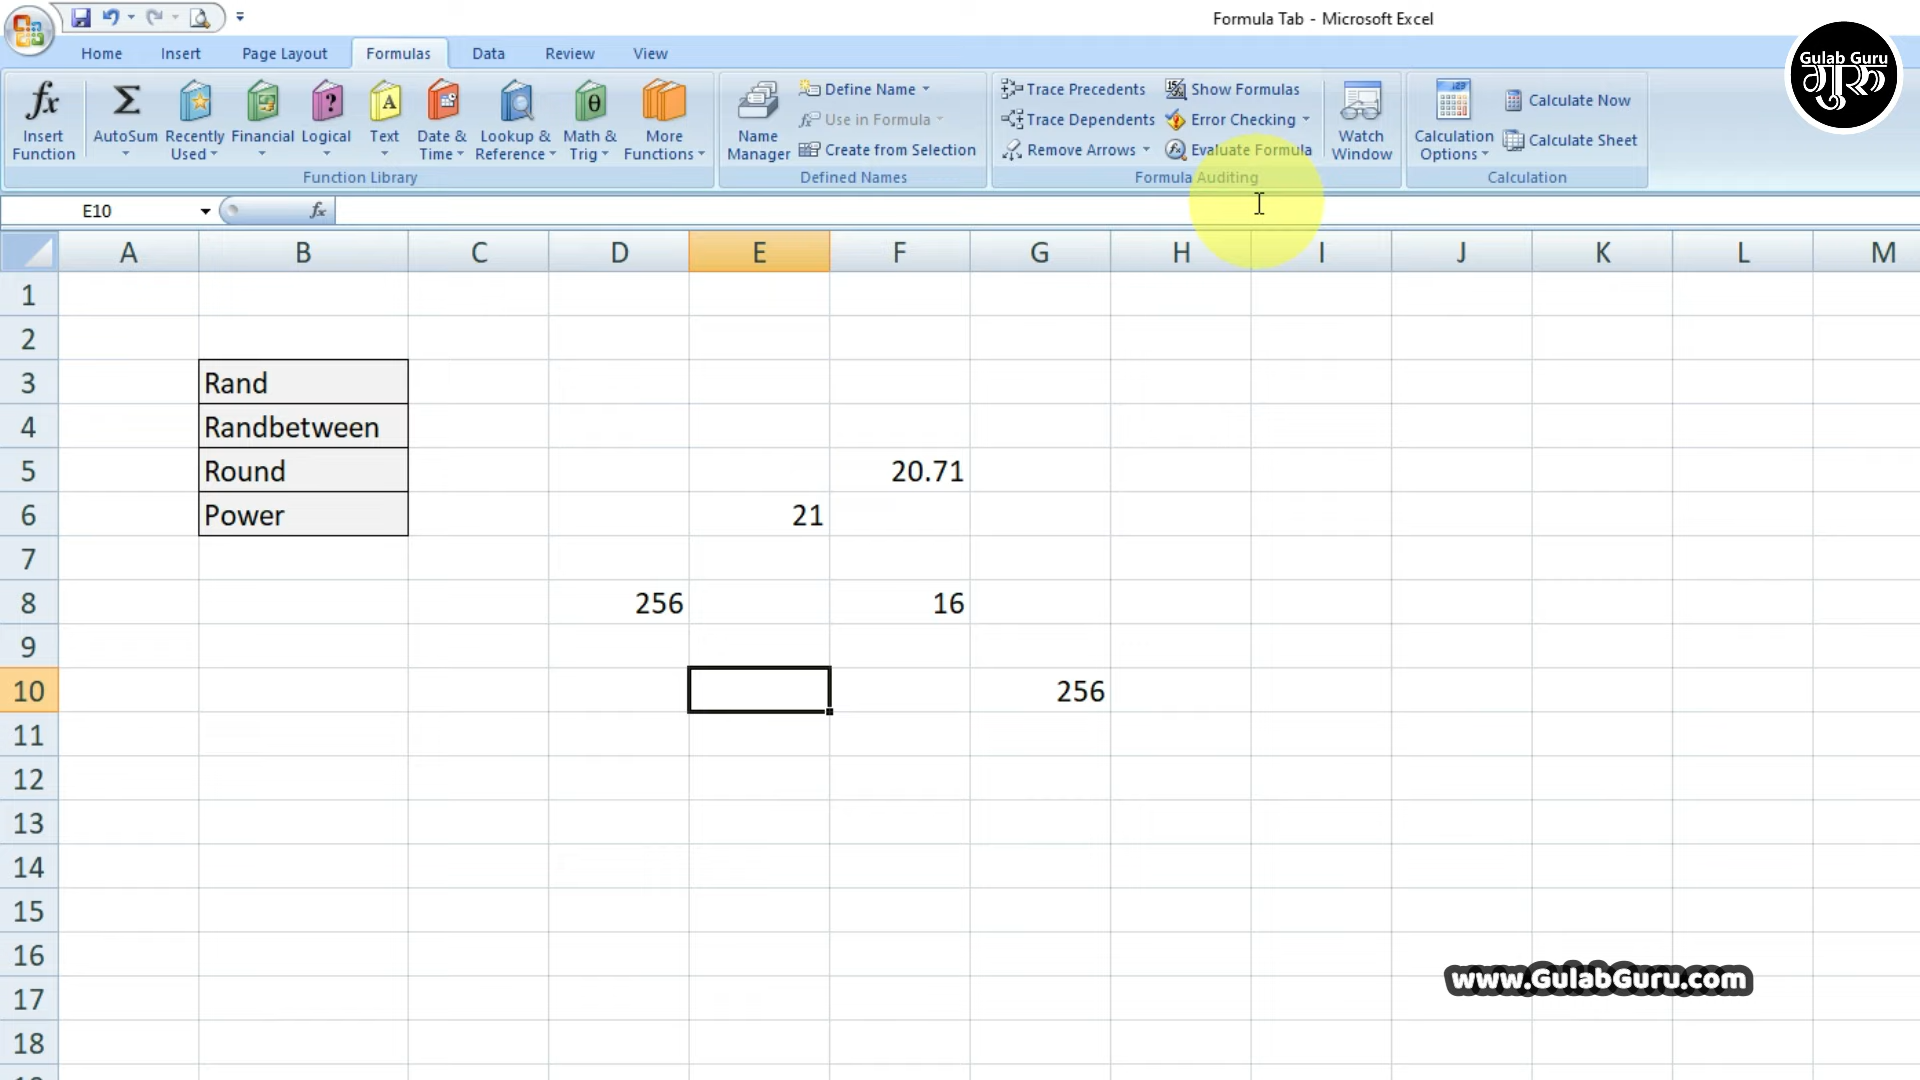 Formula Tab - Microsoft Excel
Home Insert Page Layout Formulas Data Review View
Gulab Guru
गुरु
fx Insert Function
Σ AutoSum
Recently Used
Financial
? Logical
A Text
Date & Time
Lookup & Reference
θ Math & Trig
More Functions
Function Library
Name Manager
Define Name
Use in Formula
Create from Selection
Defined Names
Trace Precedents
Trace Dependents
Remove Arrows
Show Formulas
Error Checking
Evaluate Formula
Watch Window
Formula Auditing
Calculation Options
Calculate Now
Calculate Sheet
Calculation
E10 fx
A B C D E F G H I J K L M
1
2
3 Rand
4 Randbetween
5 Round 20.71
6 Power 21
7
8 256 16
9
10 256
11
12
13
14
15
16
www.GulabGuru.com
17
18